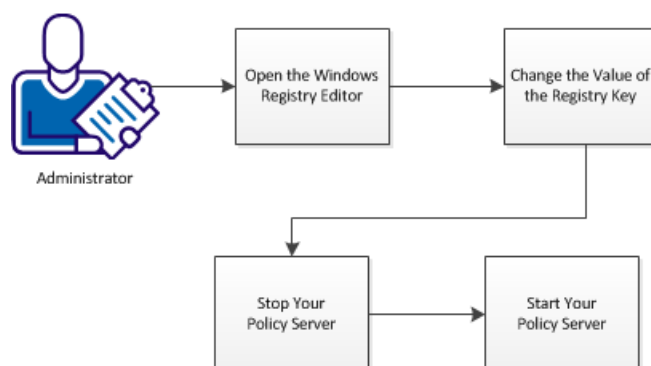 Administrator
Open the Windows
Registry Editor
Change the Value of
the Registry Key
Stop Your
Policy Server
Start Your
Policy Server